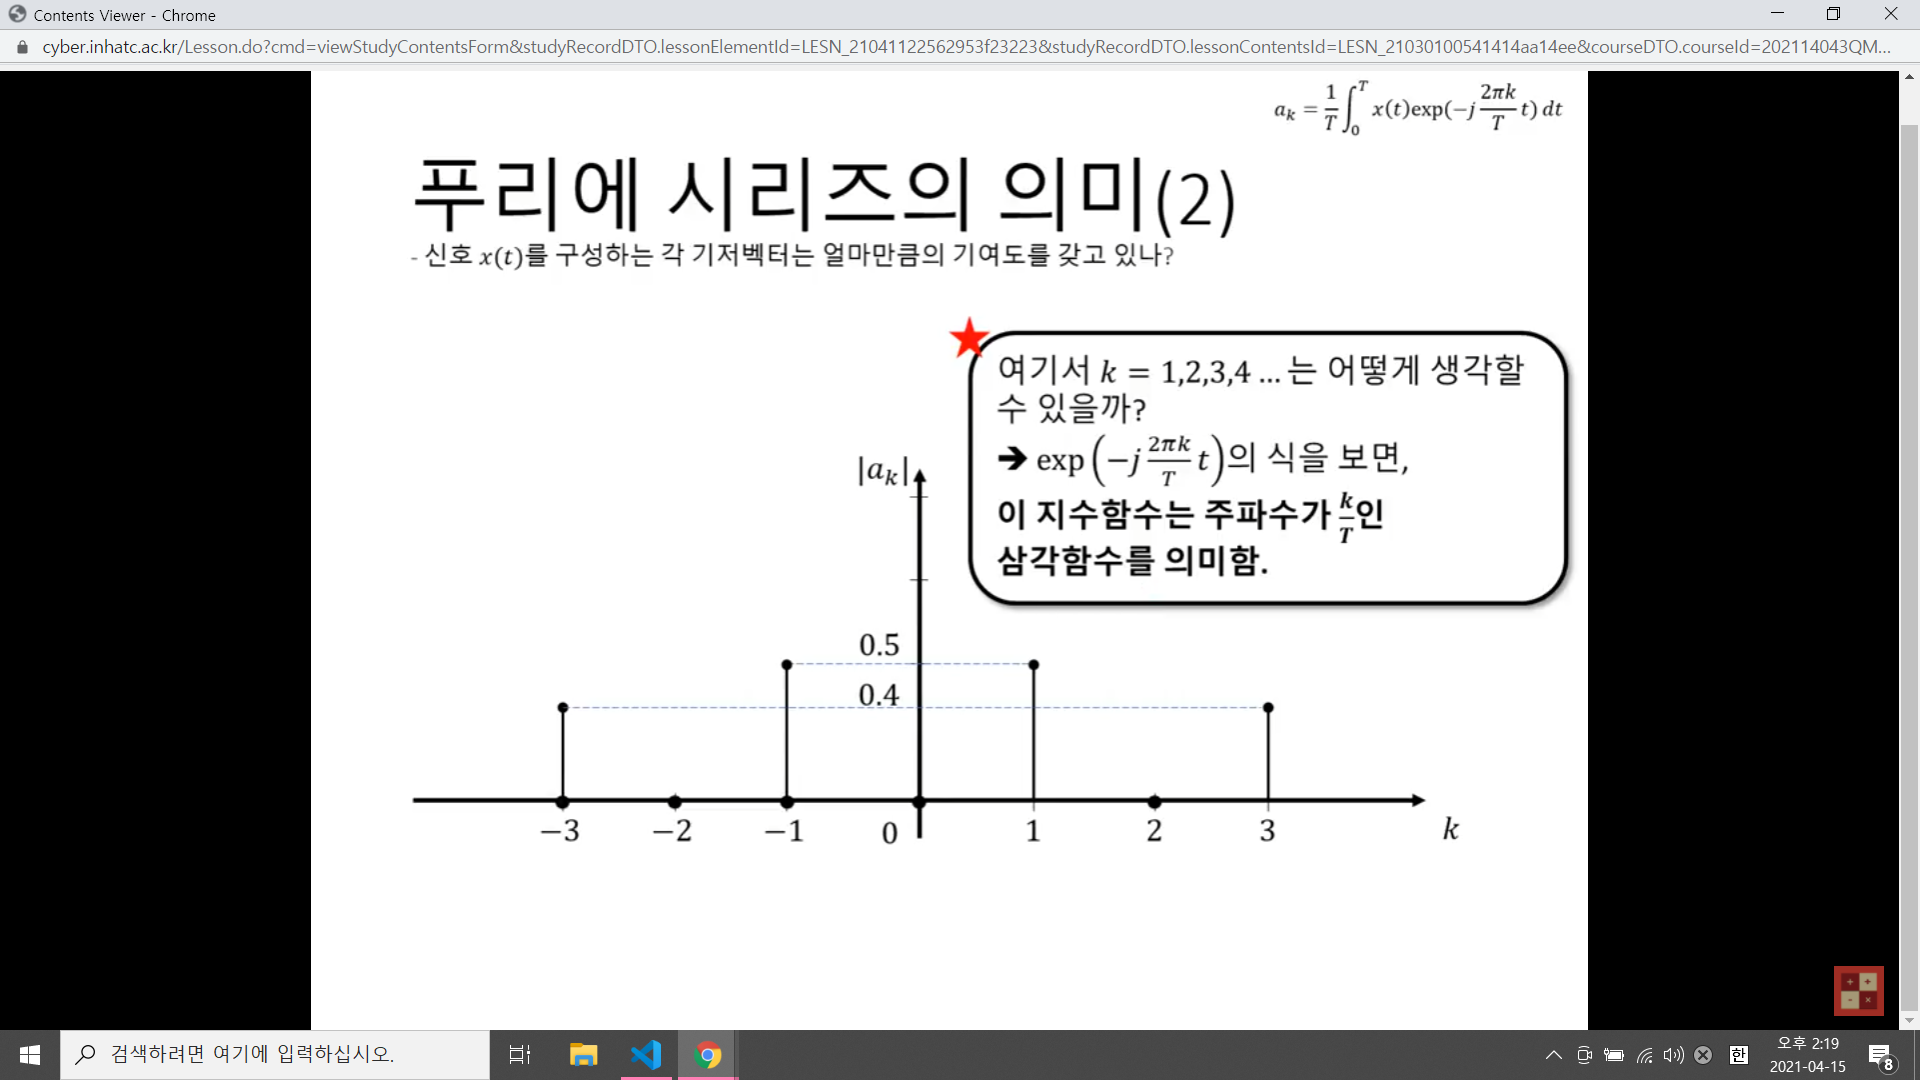 Contents Viewer - Chrome
cyber.inhatc.ac.kr/Lesson.do?cmd=viewStudyContentsForm&studyRecordDTO.lessonElementId=LESN_21041122562953f23223&studyRecordDTO.lessonContentsId=LESN_21030100541414aa14ee&courseDTO.courseId=202114043QM...
a_k = \frac{1}{T} \int_0^T x(t)exp(−j \frac{2πk}{T} t) dt
푸리에 시리즈의 의미(2)
- 신호 x(t)를 구성하는 각 기저벡터는 얼마만큼의 기여도를 갖고 있나?
여기서 k = 1,2,3,4 … 는 어떻게 생각할
수 있을까?
➔ exp(−j \frac{2πk}{T} t)의 식을 보면,
이 지수함수는 주파수가 \frac{k}{T}인
삼각함수를 의미함.
|a_k|
0.5
0.4
−3 −2 −1 0 1 2 3 k
검색하려면 여기에 입력하십시오.
한
오후 2:19
2021-04-15
8